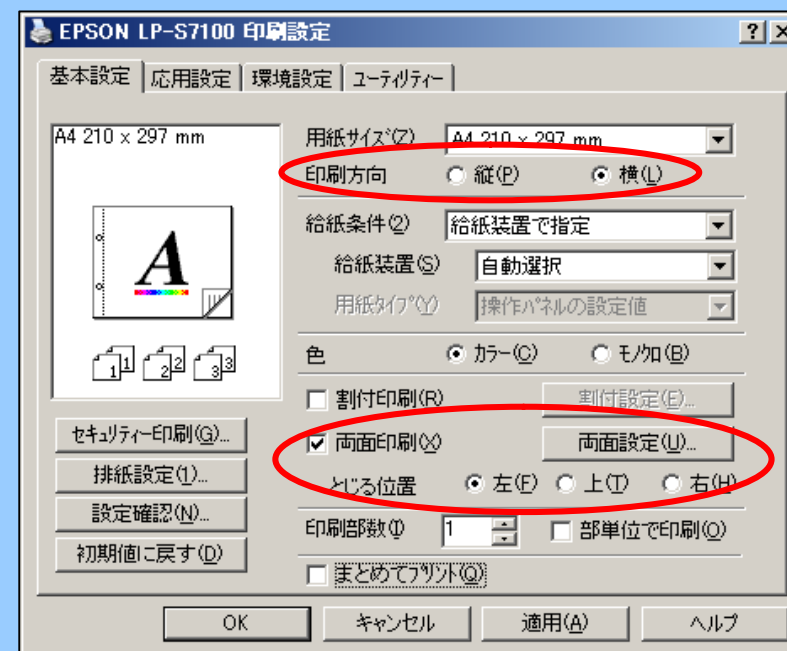 EPSON LP-S7100 印刷設定
基本設定 応用設定 環境設定 ユーティリティー
A4 210 x 297 mm
A
1 1 2 2 3 3
セキュリティー印刷(G)...
排紙設定(1)...
設定確認(N)...
初期値に戻す(D)
用紙サイズ(Z) A4 210 x 297 mm
印刷方向 縦(P) 横(L)
給紙条件(2) 給紙装置で指定
給紙装置(S) 自動選択
用紙タイプ(Y) 操作パネルの設定値
色 カラー(C) モノクロ(B)
割付印刷(R) 割付設定(E)...
両面印刷(X) 両面設定(U)...
とじる位置 左(F) 上(T) 右(H)
印刷部数(I) 1 部単位で印刷(O)
まとめてプリント(Q)
OK キャンセル 適用(A) ヘルプ